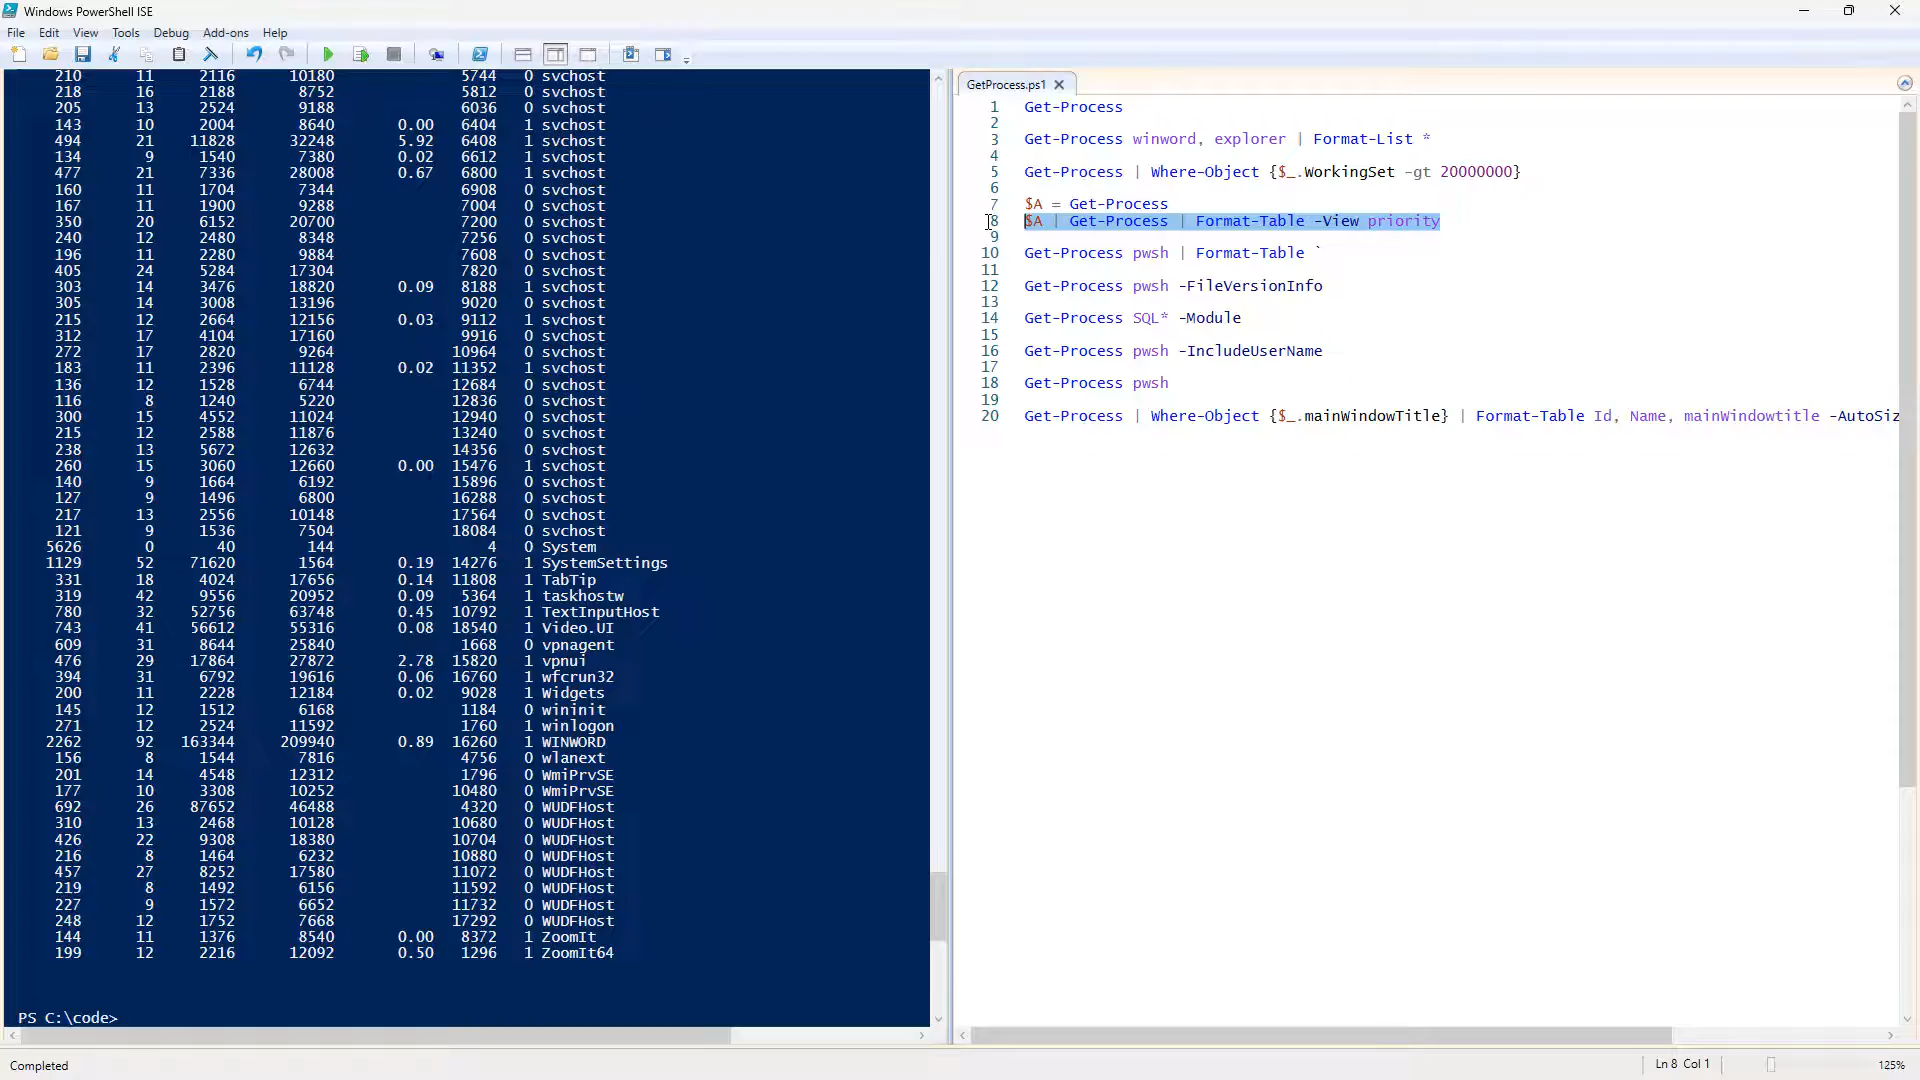 Windows PowerShell ISE
File Edit View Tools Debug Add-ons Help
210 11 2116 10180 5744 0 svchost
218 16 2188 8752 5812 0 svchost
205 13 2524 9188 6036 0 svchost
143 10 2004 8640 0.00 6404 1 svchost
494 21 11828 32248 5.92 6408 1 svchost
134 9 1540 7380 0.02 6612 1 svchost
477 21 7336 28008 0.67 6800 1 svchost
160 11 1704 7344 6908 0 svchost
167 11 1900 9288 7004 0 svchost
350 20 6152 20700 7200 0 svchost
240 12 2480 8348 7256 0 svchost
196 11 2280 9884 7608 0 svchost
405 24 5284 17304 7820 0 svchost
303 14 3476 18820 0.09 8188 1 svchost
305 14 3008 13196 9020 0 svchost
215 12 2664 12156 0.03 9112 1 svchost
312 17 4104 17160 9916 0 svchost
272 17 2820 9264 10964 0 svchost
183 11 2396 11128 0.02 11352 1 svchost
136 12 1528 6744 12684 0 svchost
116 8 1240 5220 12836 0 svchost
300 15 4552 11024 12940 0 svchost
215 12 2588 11876 13240 0 svchost
238 13 5672 12632 14356 0 svchost
260 15 3060 12660 0.00 15476 1 svchost
140 9 1664 6192 15896 0 svchost
127 9 1496 6800 16288 0 svchost
217 13 2556 10148 17564 0 svchost
121 9 1536 7504 18084 0 svchost
5626 0 40 144 4 0 System
1129 52 71620 1564 0.19 14276 1 SystemSettings
331 18 4024 17656 0.14 11808 1 TabTip
319 42 9556 20952 0.09 5364 1 taskhostw
780 32 52756 63748 0.45 10792 1 TextInputHost
743 41 56612 55316 0.08 18540 1 Video.UI
609 31 8644 25840 1668 0 vpnagent
476 29 17864 27872 2.78 15820 1 vpnui
394 31 6792 19616 0.06 16760 1 wfcrun32
200 11 2228 12184 0.02 9028 1 Widgets
145 12 1512 6168 1184 0 wininit
271 12 2524 11592 1760 1 winlogon
2262 92 163344 209940 0.89 16260 1 WINWORD
156 8 1544 7816 4756 0 wlanext
201 14 4548 12312 1796 0 WmiPrvSE
177 10 3308 10252 10480 0 WmiPrvSE
692 26 87652 46488 4320 0 WUDFHost
310 13 2468 10128 10680 0 WUDFHost
426 22 9308 18380 10704 0 WUDFHost
216 8 1464 6232 10880 0 WUDFHost
457 27 8252 17580 11072 0 WUDFHost
219 8 1492 6156 11592 0 WUDFHost
227 9 1572 6652 11732 0 WUDFHost
248 12 1752 7668 17292 0 WUDFHost
144 11 1376 8540 0.00 8372 1 ZoomIt
199 12 2216 12092 0.50 1296 1 ZoomIt64
PS C:\code>
GetProcess.ps1
1 Get-Process
2
3 Get-Process winword, explorer | Format-List *
4
5 Get-Process | Where-Object {$_.WorkingSet -gt 20000000}
6
7 $A = Get-Process
8 $A | Get-Process | Format-Table -View priority
9
10 Get-Process pwsh | Format-Table `
11
12 Get-Process pwsh -FileVersionInfo
13
14 Get-Process SQL* -Module
15
16 Get-Process pwsh -IncludeUserName
17
18 Get-Process pwsh
19
20 Get-Process | Where-Object {$_.mainWindowTitle} | Format-Table Id, Name, mainWindowtitle -AutoSiz
Completed
Ln 8 Col 1
125%